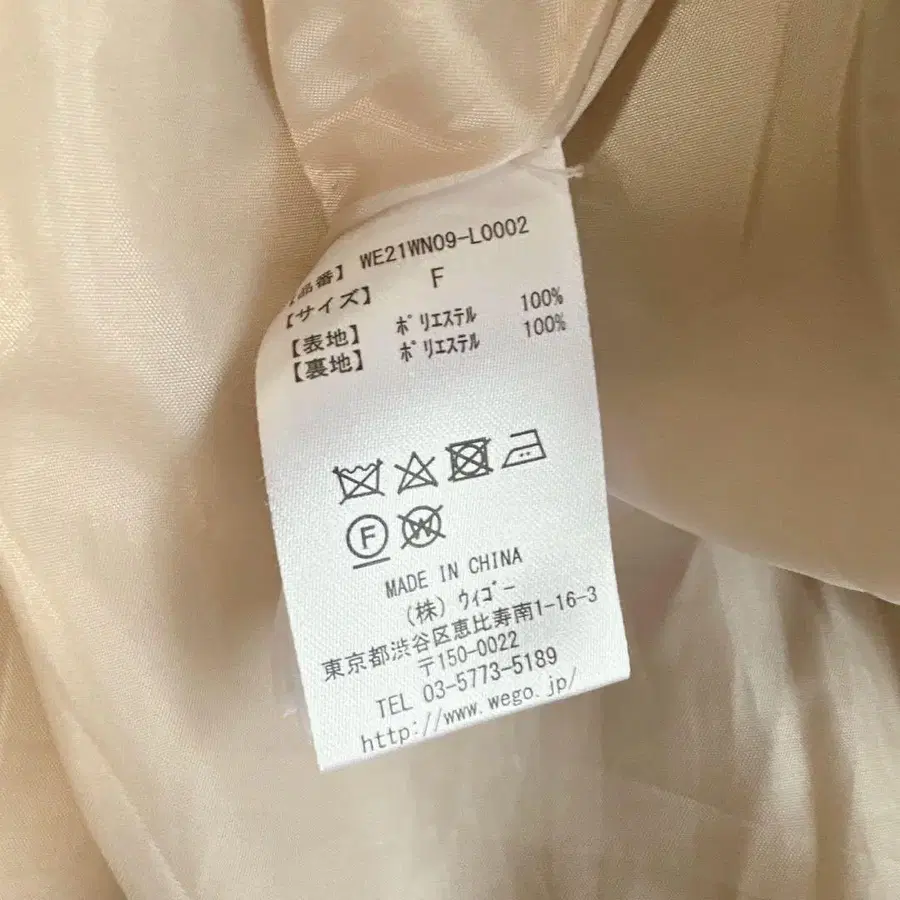 【品番】 WE21WN09-L0002
【サイズ】 F
【表地】 ポリエステル 100%
【裏地】 ポリエステル 100%
F
W
MADE IN CHINA
(株) ウィゴー
東京都渋谷区恵比寿南1-16-3
〒150-0022
TEL 03-5773-5189
http://www.wego.jp/